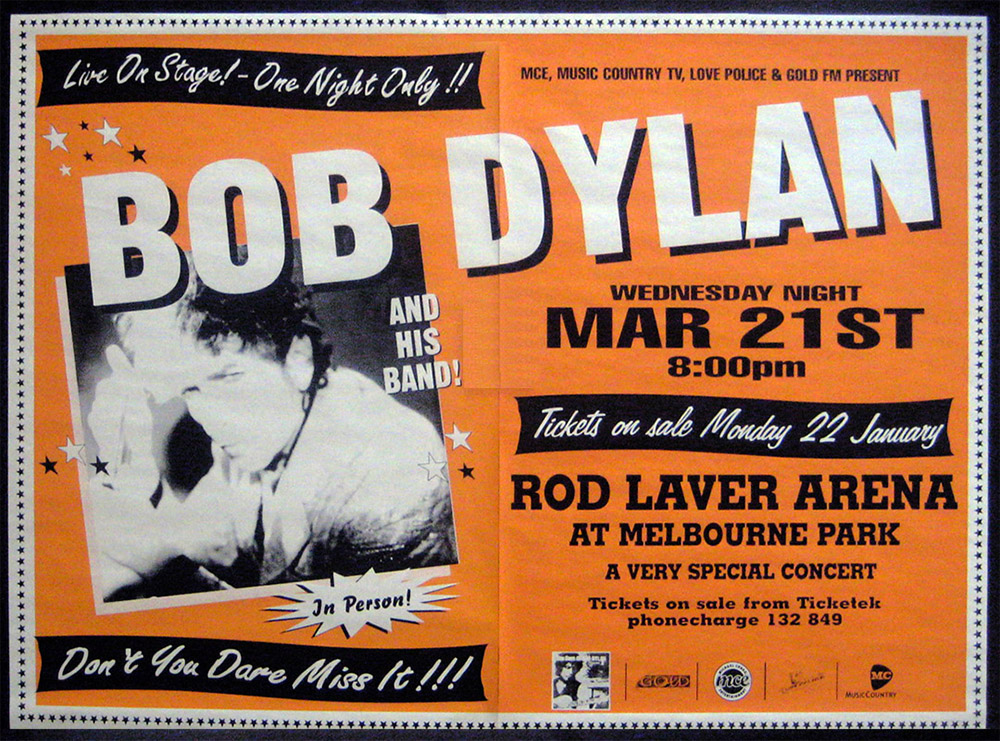 Live On Stage! - One Night Only!!
MCE, MUSIC COUNTRY TV, LOVE POLICE & GOLD FM PRESENT
BOB DYLAN
AND
HIS
BAND!
WEDNESDAY NIGHT
MAR 21ST
8:00pm
Tickets on sale Monday 22 January
ROD LAVER ARENA
AT MELBOURNE PARK
A VERY SPECIAL CONCERT
Tickets on sale from Ticketek
phonecharge 132 849
In Person!
Don't You Dare Miss It!!!
GOLD
mce
MC
MUSICCOUNTRY